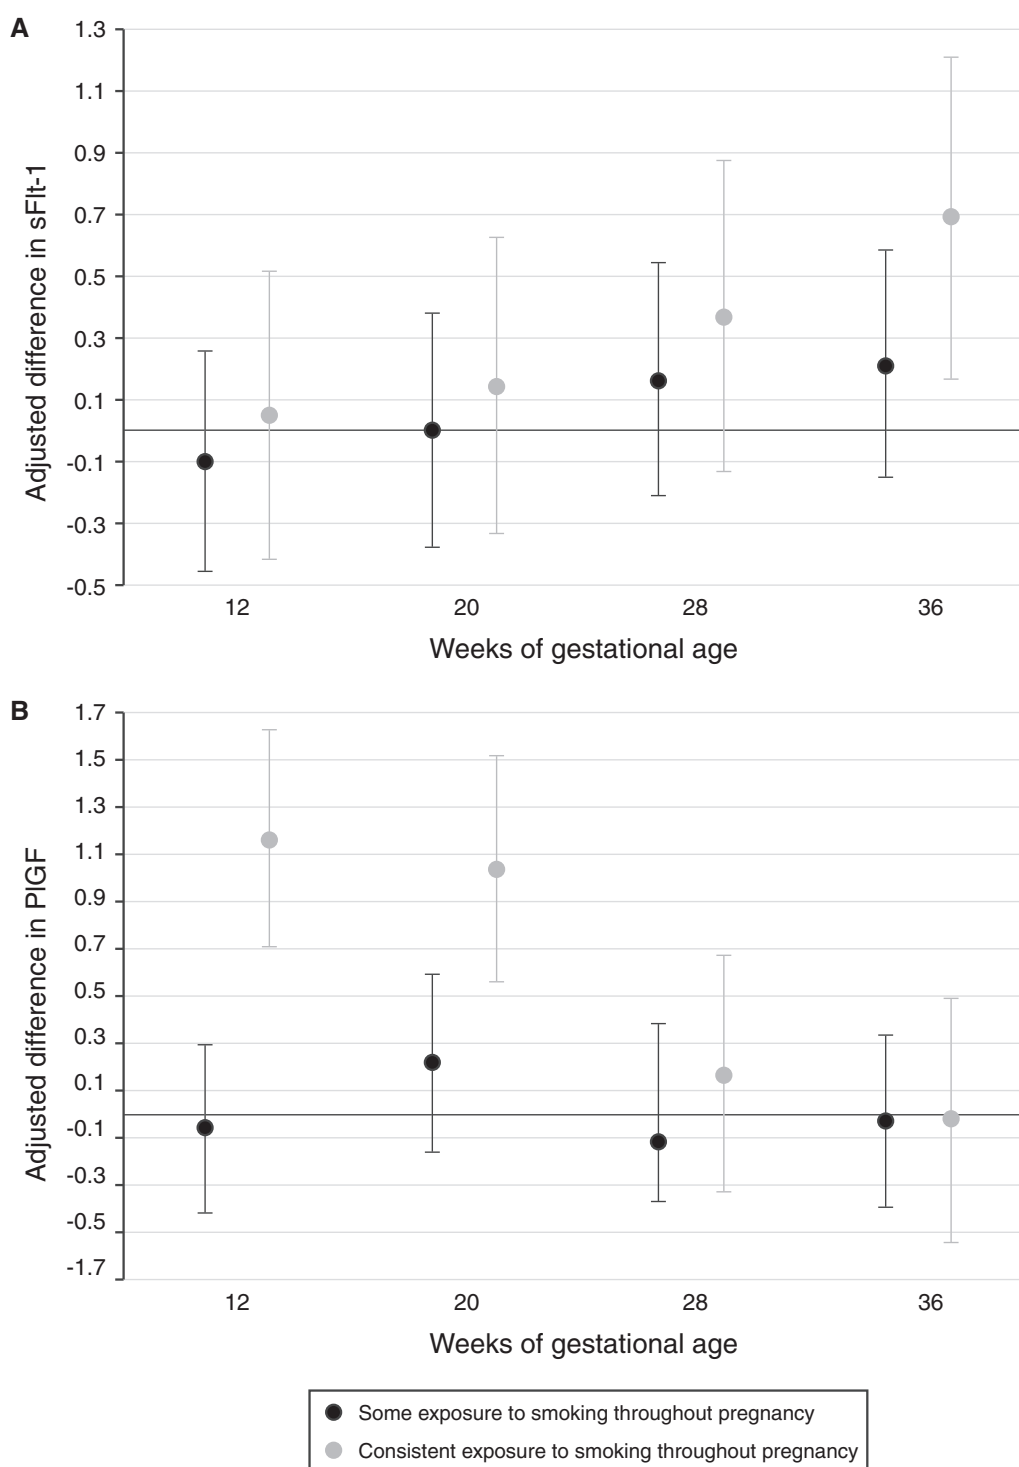 A
1.3
1.1
0.9
0.7
0.5
0.3
0.1
-0.1
-0.3
-0.5
Adjusted difference in sFlt-1
12 20 28 36
Weeks of gestational age
B
1.7
1.5
1.3
1.1
0.9
0.7
0.5
0.3
0.1
-0.1
-0.3
-0.5
-1.7
Adjusted difference in PlGF
12 20 28 36
Weeks of gestational age
Some exposure to smoking throughout pregnancy
Consistent exposure to smoking throughout pregnancy